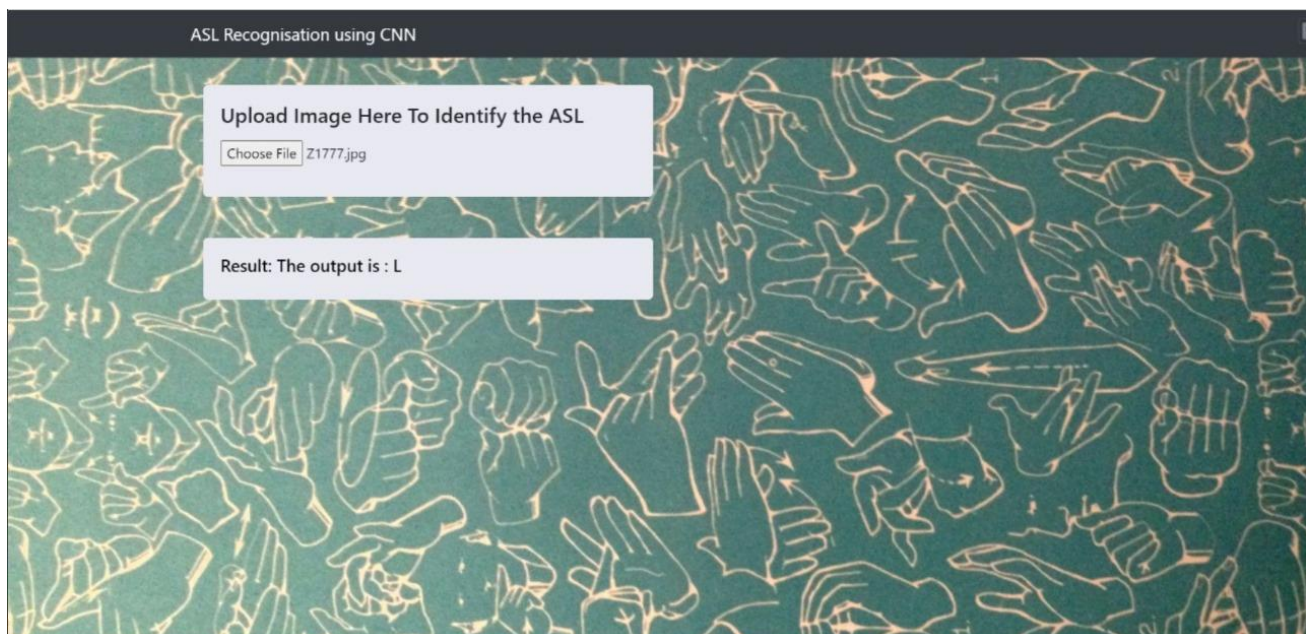 ASL Recognisation using CNN
Upload Image Here To Identify the ASL
Choose File Z1777.jpg
Result: The output is : L